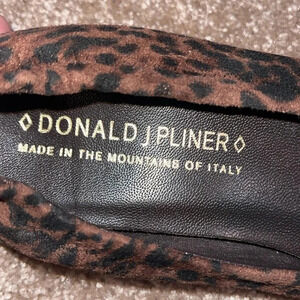 ◊ DONALD J PLINER ◊
MADE IN THE MOUNTAINS OF ITALY